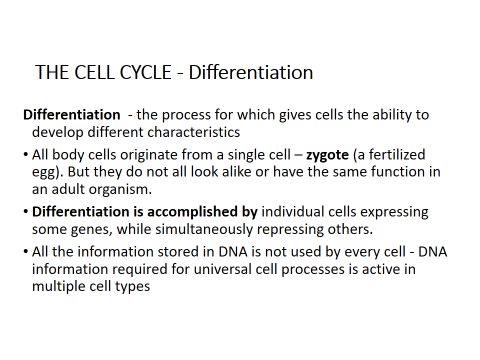 THE CELL CYCLE - Differentiation
Differentiation - the process for which gives cells the ability to
develop different characteristics
• All body cells originate from a single cell – zygote (a fertilized
egg). But they do not all look alike or have the same function in
an adult organism.
• Differentiation is accomplished by individual cells expressing
some genes, while simultaneously repressing others.
• All the information stored in DNA is not used by every cell - DNA
information required for universal cell processes is active in
multiple cell types